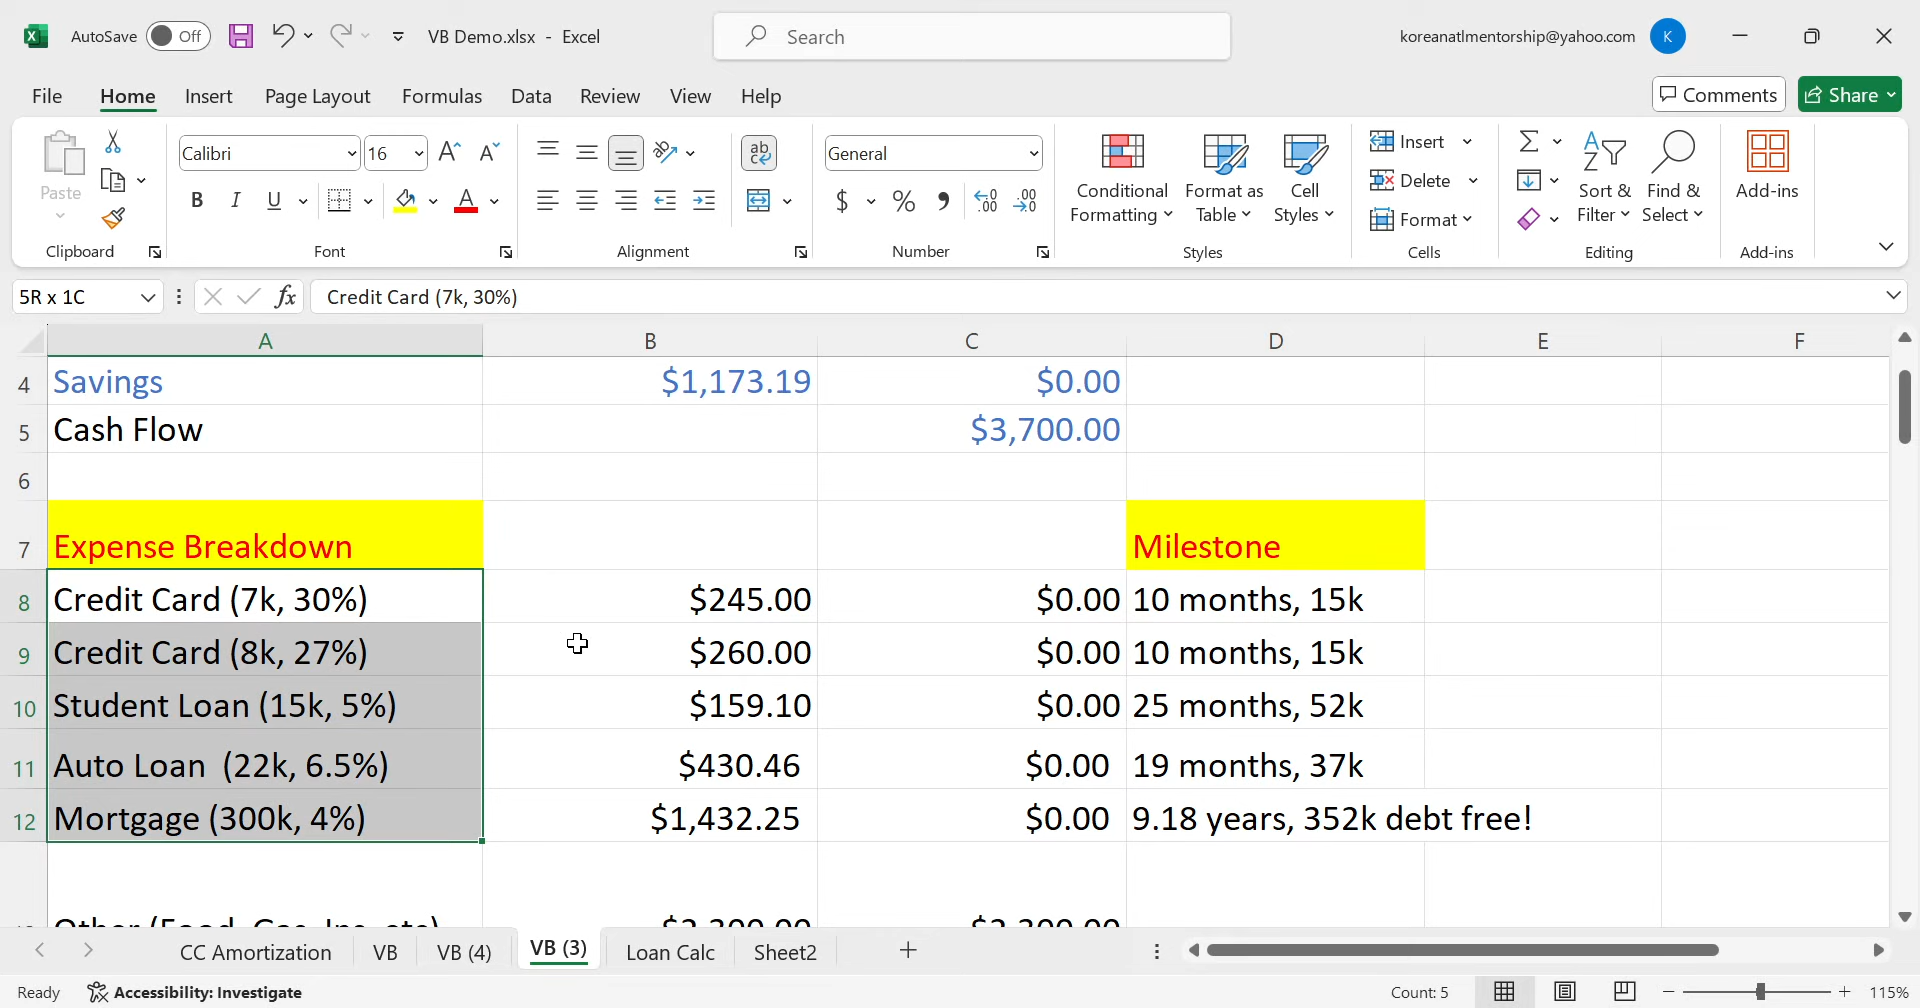 AutoSave Off VB Demo.xlsx - Excel Search koreanatlmentorship@yahoo.com K
File Home Insert Page Layout Formulas Data Review View Help Comments Share
Paste
Clipboard
Calibri 16
B I U A
Font
ab
Alignment
General
$ % 9 .00 .00
Number
Conditional Formatting
Format as Table
Cell Styles
Styles
Insert
Delete
Format
Cells
Sort & Filter
Find & Select
Editing
Add-ins
Add-ins
5R x 1C fx Credit Card (7k, 30%)
A B C D E F
4 Savings $1,173.19 $0.00
5 Cash Flow $3,700.00
6
7 Expense Breakdown Milestone
8 Credit Card (7k, 30%) $245.00 $0.00 10 months, 15k
9 Credit Card (8k, 27%) $260.00 $0.00 10 months, 15k
10 Student Loan (15k, 5%) $159.10 $0.00 25 months, 52k
11 Auto Loan (22k, 6.5%) $430.46 $0.00 19 months, 37k
12 Mortgage (300k, 4%) $1,432.25 $0.00 9.18 years, 352k debt free!
Other (Food, Gas, Ins, etc)
CC Amortization VB VB (4) VB (3) Loan Calc Sheet2
Ready Accessibility: Investigate Count: 5 115%